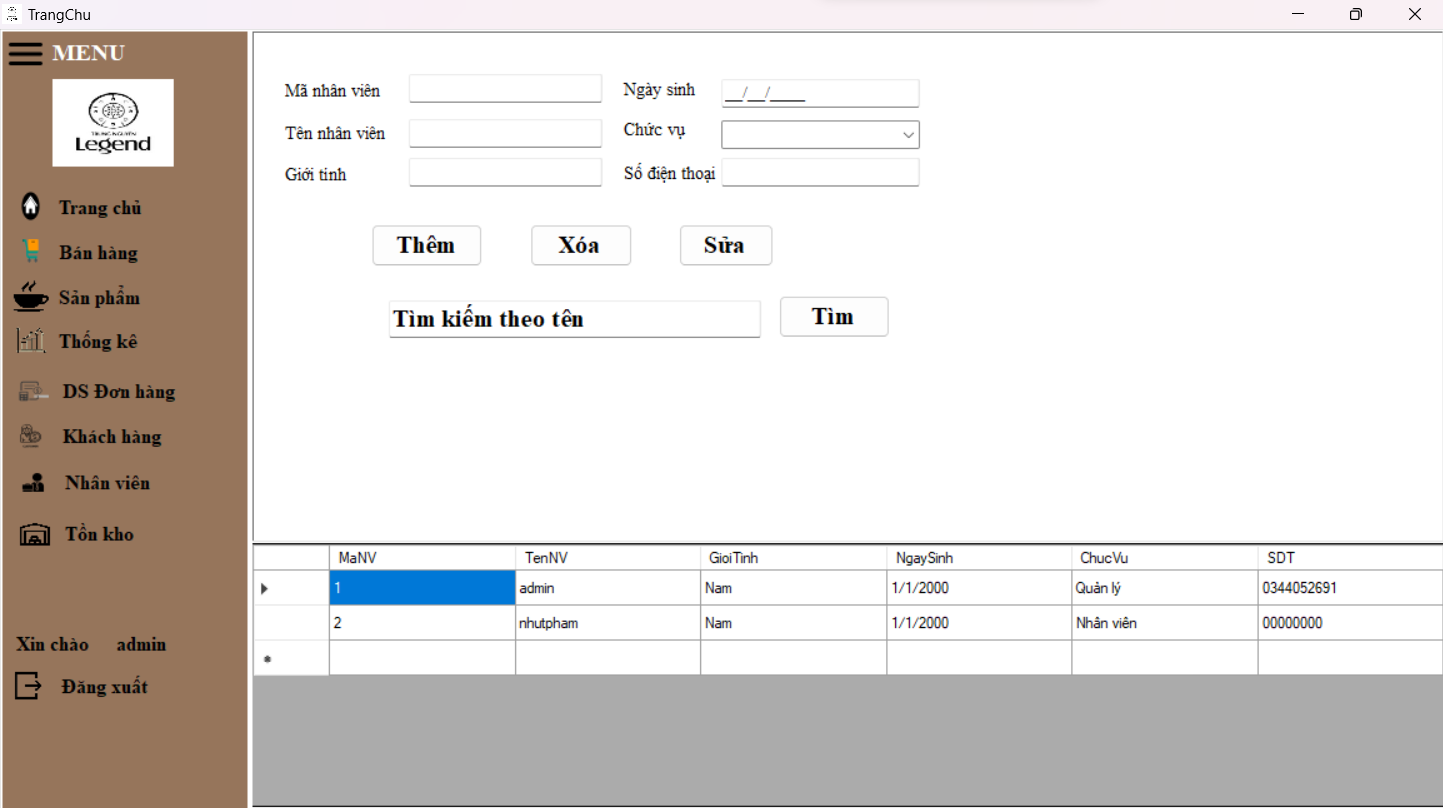 TrangChu
MENU
TRUNG NGUYÊN
Legend
Trang chủ
Bán hàng
Sản phẩm
Thống kê
DS Đơn hàng
Khách hàng
Nhân viên
Tồn kho
Xin chào admin
Đăng xuất
Mã nhân viên
Ngày sinh __/__/____
Tên nhân viên
Chức vụ
Giới tinh
Số điện thoại
Thêm Xóa Sửa
Tìm kiếm theo tên Tìm
MaNV TenNV GioiTinh NgaySinh ChucVu SDT
1 admin Nam 1/1/2000 Quản lý 0344052691
2 nhutpham Nam 1/1/2000 Nhân viên 00000000